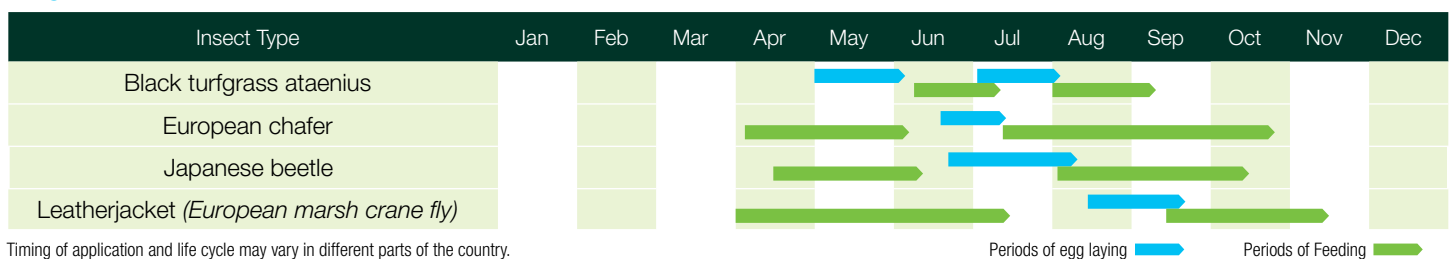 Insect Type Jan Feb Mar Apr May Jun Jul Aug Sep Oct Nov Dec
Black turfgrass ataenius
European chafer
Japanese beetle
Leatherjacket (European marsh crane fly)
Timing of application and life cycle may vary in different parts of the country. Periods of egg laying Periods of Feeding